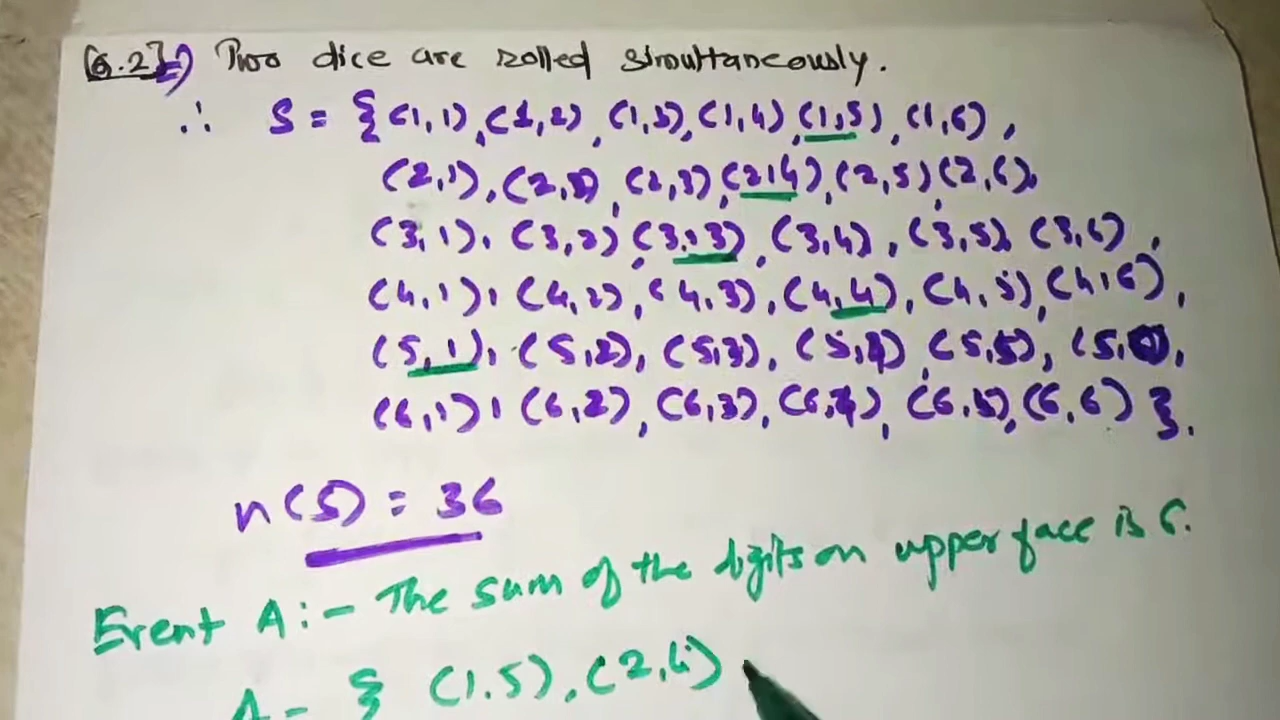 [6.2] ⇒ Two dice are rolled simultaneously.
∴ S = { (1,1), (1,2), (1,3), (1,4), (1,5), (1,6),
(2,1), (2,2), (2,3), (2,4), (2,5) (2,6),
(3,1), (3,2), (3,3), (3,4), (3,5), (3,6),
(4,1), (4,2), (4,3), (4,4), (4,5), (4,6),
(5,1), (5,2), (5,3), (5,4), (5,5), (5,6),
(6,1), (6,2), (6,3), (6,4), (6,5), (6,6) }.
n(S) = 36
Event A:- The sum of the digits on upper face is 6.
A = { (1,5), (2,4)